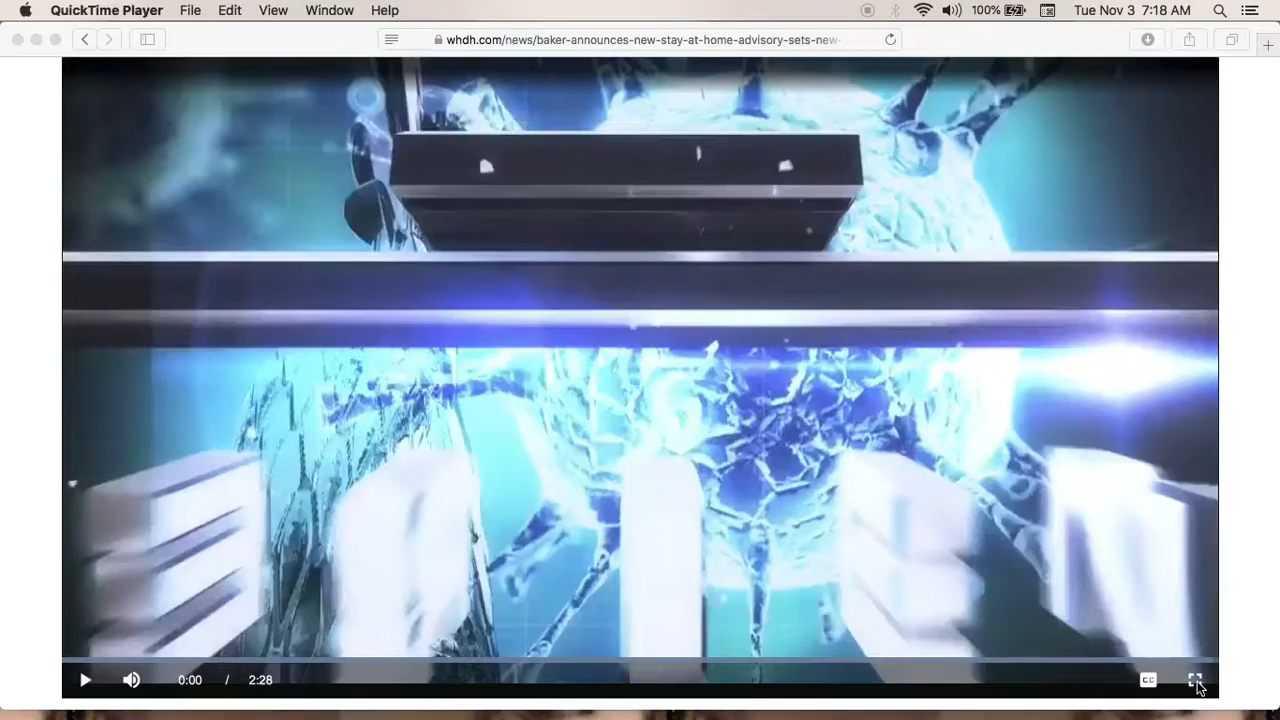 QuickTime Player File Edit View Window Help 100% Tue Nov 3 7:18 AM
whdh.com/news/baker-announces-new-stay-at-home-advisory-sets-new-
0:00 / 2:28 CC